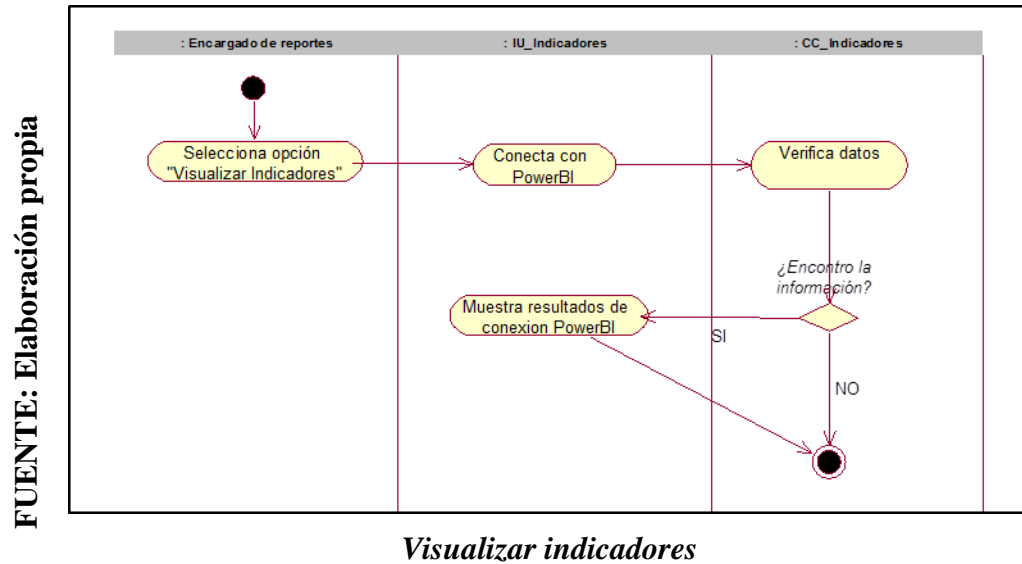 : Encargado de reportes
: IU_Indicadores
: CC_Indicadores
Selecciona opción
"Visualizar Indicadores"
Conecta con
PowerBI
Verifica datos
¿Encontro la
información?
Muestra resultados de
conexion PowerBI
SI
NO
FUENTE: Elaboración propia
Visualizar indicadores